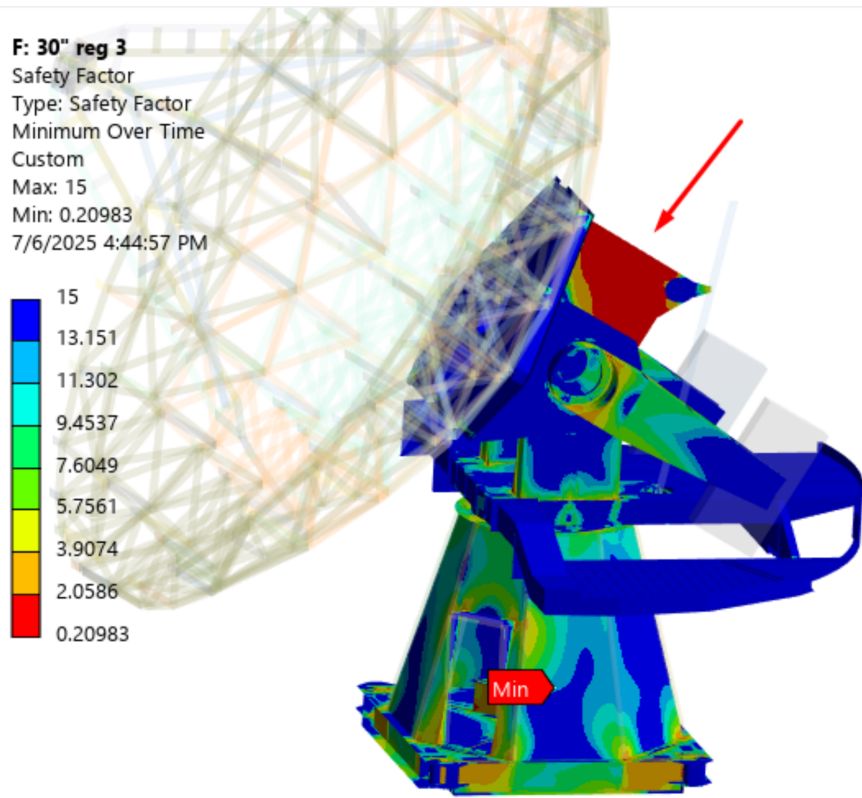 F: 30" reg 3
Safety Factor
Type: Safety Factor
Minimum Over Time
Custom
Max: 15
Min: 0.20983
7/6/2025 4:44:57 PM
15
13.151
11.302
9.4537
7.6049
5.7561
3.9074
2.0586
0.20983
Min